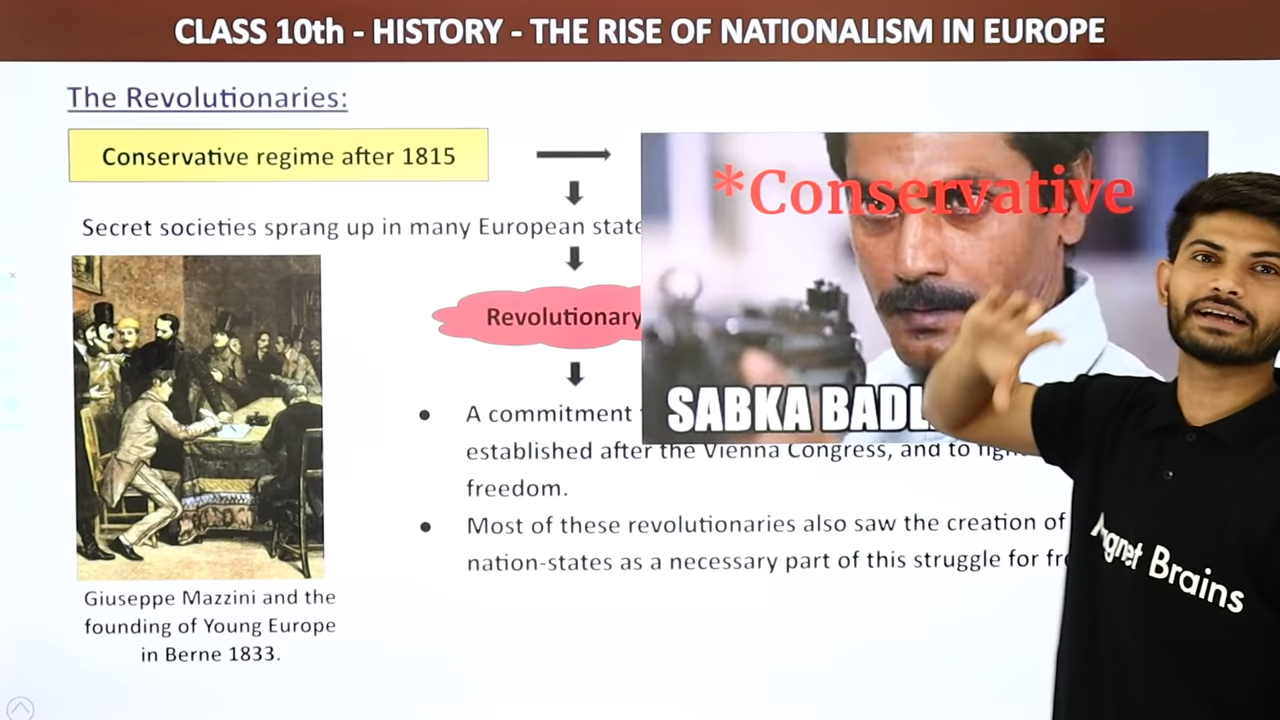 CLASS 10th - HISTORY - THE RISE OF NATIONALISM IN EUROPE
The Revolutionaries:
Conservative regime after 1815
*Conservative
Secret societies sprang up in many European state
Revolutionary
SABKA BADL
A commitment
established after the Vienna Congress, and to
freedom.
Most of these revolutionaries also saw the creation of
nation-states as a necessary part of this struggle for
Giuseppe Mazzini and the
founding of Young Europe
in Berne 1833.
Brains